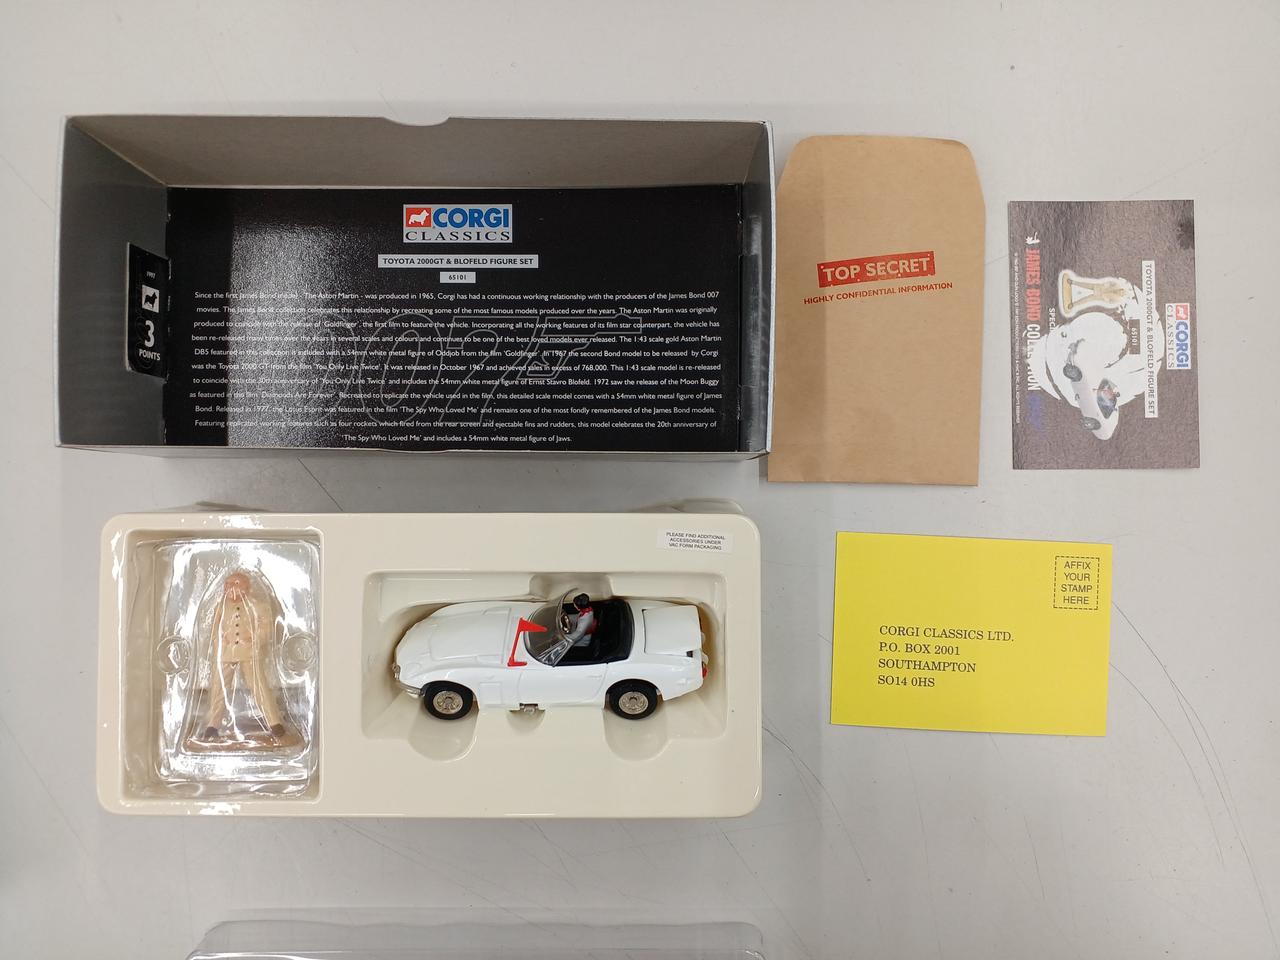 CORGI
CLASSICS
TOYOTA 2000GT & BLOFELD FIGURE SET
65101
Since the first James Bond model - The Aston Martin - was produced in 1965, Corgi has had a continuous working relationship with the producers of the James Bond 007
movies. The James Bond collection celebrates this relationship by recreating some of the most famous models produced over the years. The Aston Martin was originally
produced to coincide with the release of 'Goldfinger', the first film to feature the vehicle. Incorporating all the working features of its film star counterpart, the vehicle has
been re-released many times over the years in several scales and colours and continues to be one of the best loved models ever released. The 1:43 scale gold Aston Martin
DB5 featured in this collection is included with a 54mm white metal figure of Oddjob from the film 'Goldfinger'. In 1967 the second Bond model to be released by Corgi
was the Toyota 2000 GT from the film 'You Only Live Twice'. It was released in October 1967 and achieved sales in excess of 768,000. This 1:43 scale model is re-released
to coincide with the 30th anniversary of 'You Only Live Twice' and includes the 54mm white metal figure of Ernst Stavro Blofeld. 1972 saw the release of the Moon Buggy
as featured in the film 'Diamonds Are Forever'. Recreated to replicate the vehicle used in the film, this detailed scale model comes with a 54mm white metal figure of James
Bond. Released in 1977, the Lotus Esprit was featured in the film 'The Spy Who Loved Me' and remains one of the most fondly remembered of the James Bond models.
Featuring replicated working features such as four rockets which fired from the rear screen and ejectable fins and rudders, this model celebrates the 20th anniversary of
'The Spy Who Loved Me' and includes a 54mm white metal figure of Jaws.
1997
3
POINTS
TOP SECRET
HIGHLY CONFIDENTIAL INFORMATION
CORGI
CLASSICS
TOYOTA 2000GT & BLOFELD FIGURE SET
65101
JAMES BOND
PLEASE FIND ADDITIONAL
ACCESSORIES UNDER
VAC FORM PACKAGING
AFFIX
YOUR
STAMP
HERE
CORGI CLASSICS LTD.
P.O. BOX 2001
SOUTHAMPTON
SO14 0HS